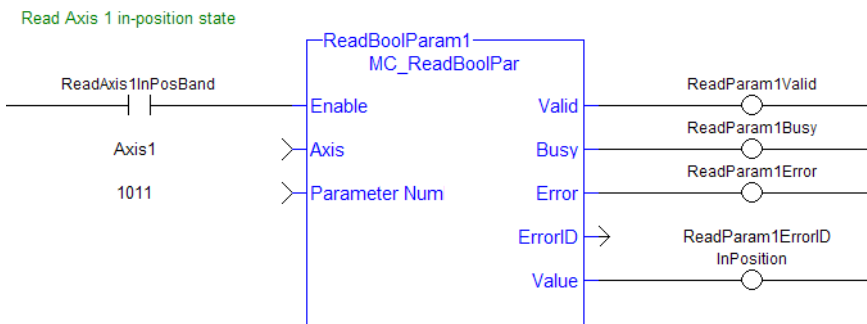 Read Axis 1 in-position state
ReadBoolParam1
MC_ReadBoolPar
ReadAxis1InPosBand
Enable
Valid
ReadParam1Valid
Axis1
Axis
Busy
ReadParam1Busy
1011
Parameter Num
Error
ReadParam1Error
ErrorID
ReadParam1ErrorID
InPosition
Value